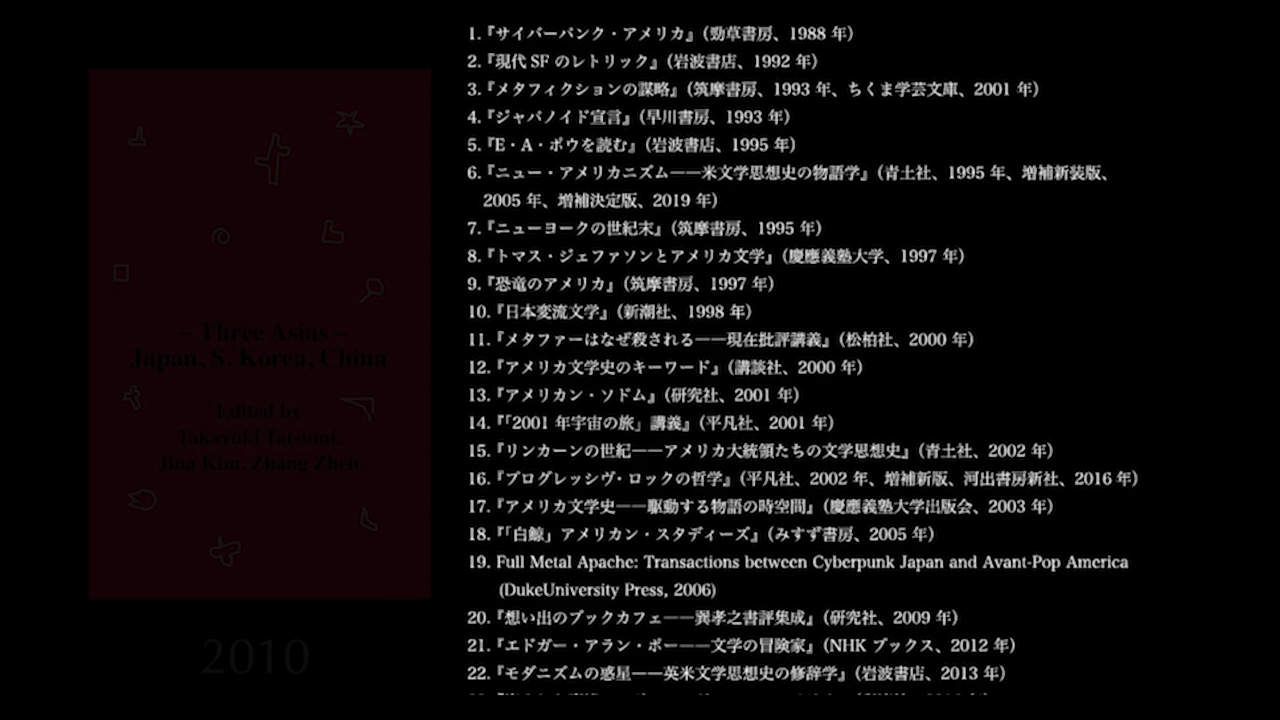 – Three Asias –
Japan, S. Korea, China
Edited by
Takayuki Tatsumi,
Jina Kim, Zhang Zhen
2010
1.『サイバーパンク・アメリカ』（勁草書房、1988 年）
2.『現代 SF のレトリック』（岩波書店、1992 年）
3.『メタフィクションの謀略』（筑摩書房、1993 年、ちくま学芸文庫、2001 年）
4.『ジャパノイド宣言』（早川書房、1993 年）
5.『E・A・ポウを読む』（岩波書店、1995 年）
6.『ニュー・アメリカニズム――米文学思想史の物語学』（青土社、1995 年、増補新装版、
2005 年、増補決定版、2019 年）
7.『ニューヨークの世紀末』（筑摩書房、1995 年）
8.『トマス・ジェファソンとアメリカ文学』（慶應義塾大学、1997 年）
9.『恐竜のアメリカ』（筑摩書房、1997 年）
10.『日本変流文学』（新潮社、1998 年）
11.『メタファーはなぜ殺される――現在批評講義』（松柏社、2000 年）
12.『アメリカ文学史のキーワード』（講談社、2000 年）
13.『アメリカン・ソドム』（研究社、2001 年）
14.『「2001 年宇宙の旅」講義』（平凡社、2001 年）
15.『リンカーンの世紀――アメリカ大統領たちの文学思想史』（青土社、2002 年）
16.『プログレッシヴ・ロックの哲学』（平凡社、2002 年、増補新版、河出書房新社、2016 年）
17.『アメリカ文学史――駆動する物語の時空間』（慶應義塾大学出版会、2003 年）
18.『「白鯨」アメリカン・スタディーズ』（みすず書房、2005 年）
19. Full Metal Apache: Transactions between Cyberpunk Japan and Avant-Pop America
(DukeUniversity Press, 2006)
20.『想い出のブックカフェ――巽孝之書評集成』（研究社、2009 年）
21.『エドガー・アラン・ポー――文学の冒険家』（NHK ブックス、2012 年）
22.『モダニズムの惑星――英米文学思想史の修辞学』（岩波書店、2013 年）